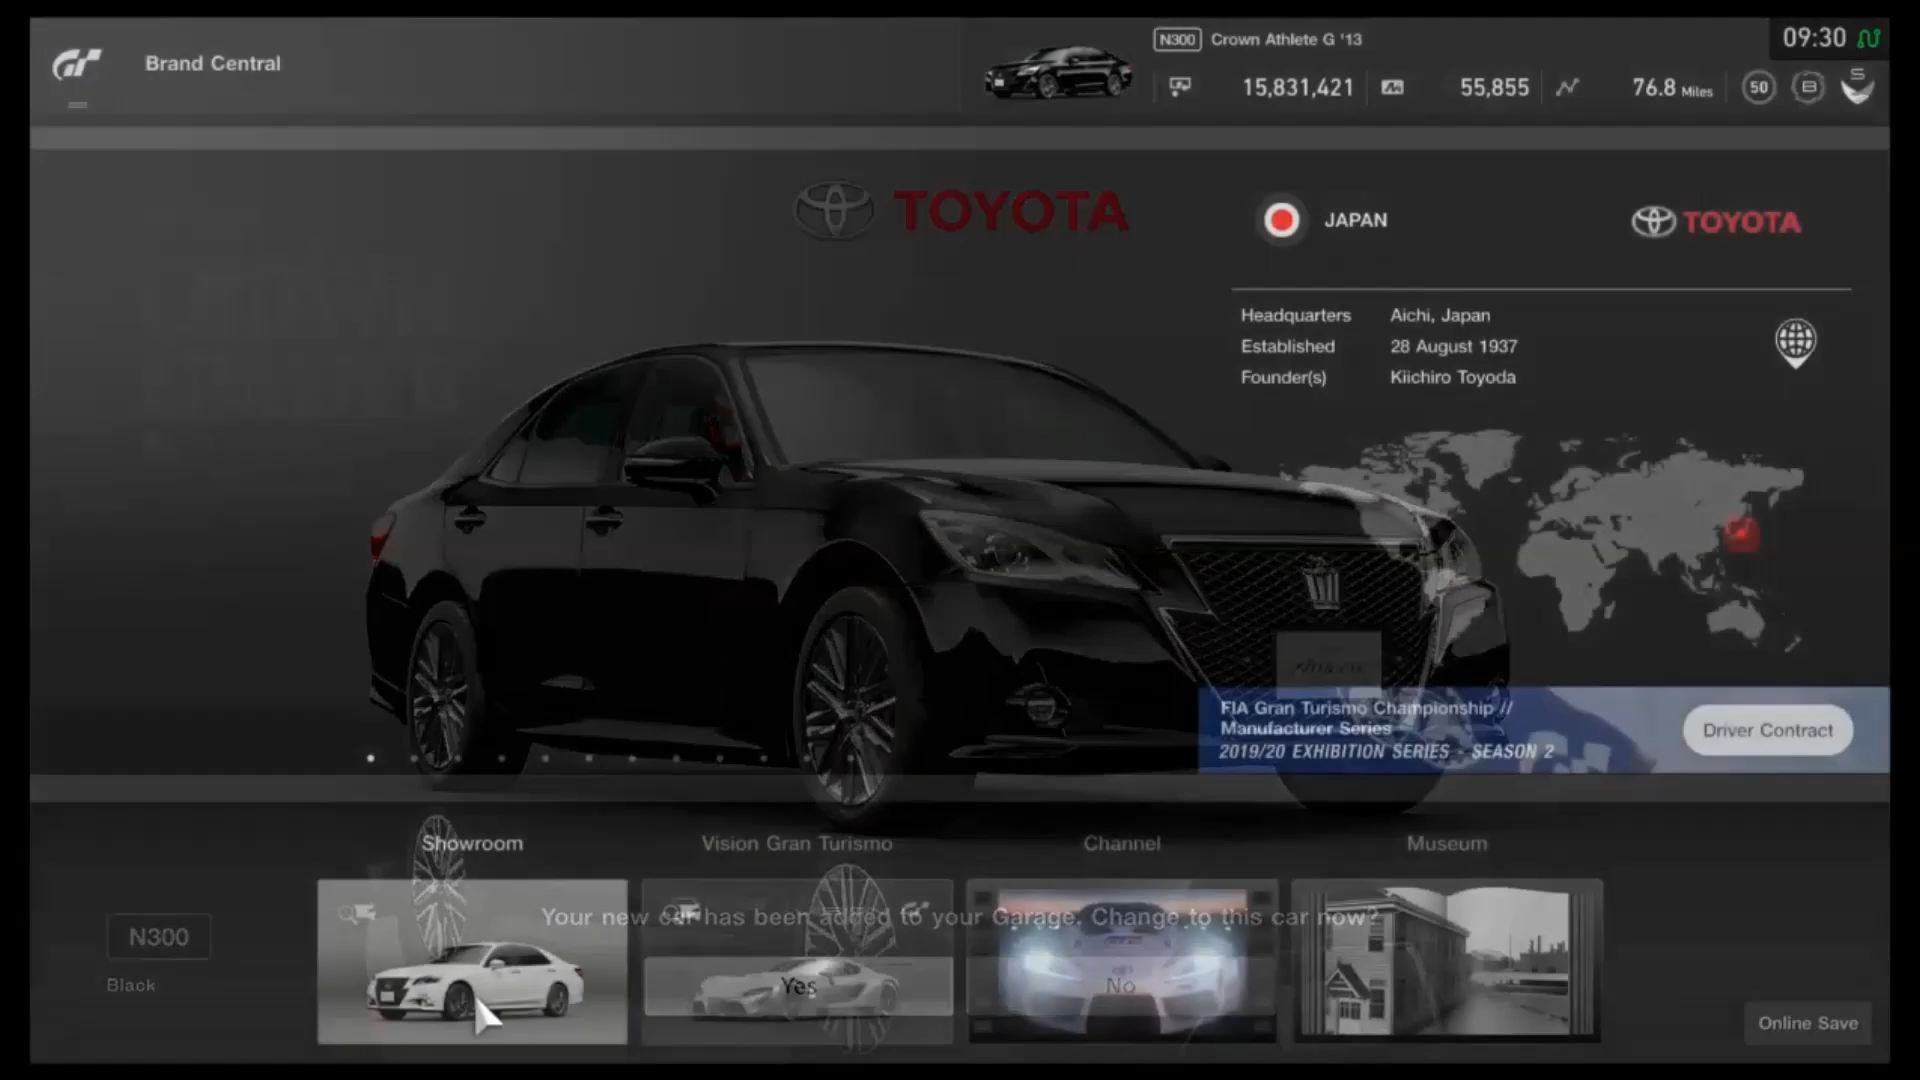 Brand Central
N300 Crown Athlete G '13
09:30
15,831,421
55,855
76.8 Miles
50
B
S
TOYOTA
JAPAN
TOYOTA
Headquarters Aichi, Japan
Established 28 August 1937
Founder(s) Kiichiro Toyoda
FIA Gran Turismo Championship //
Manufacturer Series
2019/20 EXHIBITION SERIES - SEASON 2
Driver Contract
Showroom
Vision Gran Turismo
Channel
Museum
Your new car has been added to your Garage. Change to this car now?
N300
Black
Yes
No
Online Save